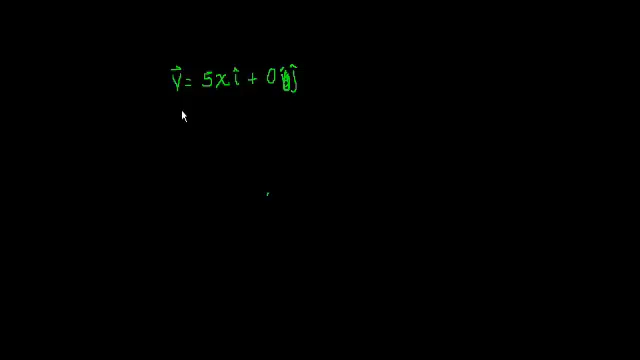 v⃗ = 5xî + 0ĵ